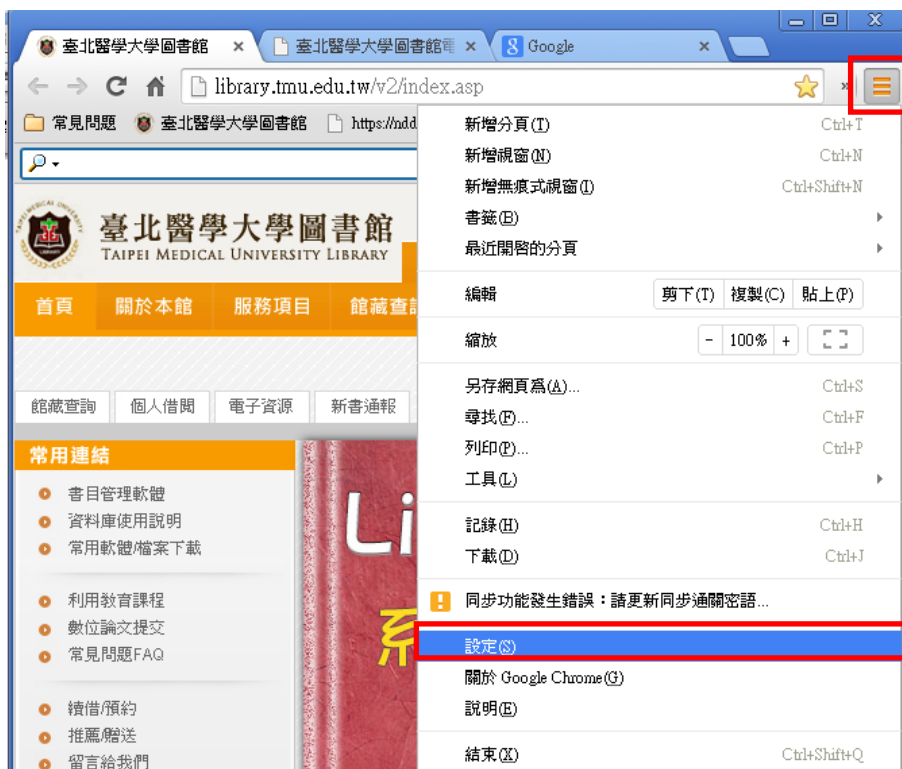 臺北醫學大學圖書館 × 臺北醫學大學圖書館電 × Google ×
library.tmu.edu.tw/v2/index.asp »
常見問題 臺北醫學大學圖書館 https://ndd
臺北醫學大學圖書館
TAIPEI MEDICAL UNIVERSITY LIBRARY
首頁 關於本館 服務項目 館藏查詢
館藏查詢 個人借閱 電子資源 新書通報
常用連結
書目管理軟體
資料庫使用說明
常用軟體/檔案下載
利用教育課程
數位論文提交
常見問題FAQ
續借/預約
推薦/贈送
留言給我們
Li
系
新增分頁(T) Ctrl+T
新增視窗(N) Ctrl+N
新增無痕式視窗(I) Ctrl+Shift+N
書籤(B)
最近開啟的分頁
編輯 剪下(T) 複製(C) 貼上(P)
縮放 - 100% +
另存網頁為(A)... Ctrl+S
尋找(F)... Ctrl+F
列印(P)... Ctrl+P
工具(L)
記錄(H) Ctrl+H
下載(D) Ctrl+J
同步功能發生錯誤：請更新同步通關密語...
設定(S)
關於 Google Chrome(G)
說明(E)
結束(X) Ctrl+Shift+Q